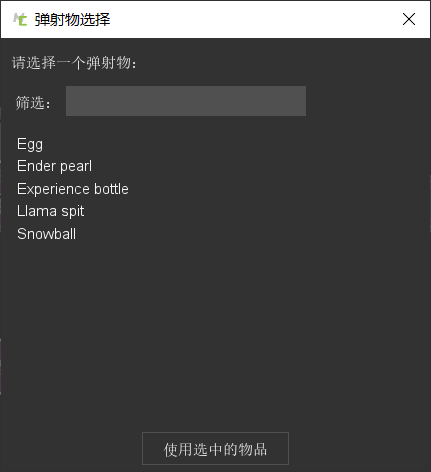 弹射物选择
请选择一个弹射物：
筛选：
Egg
Ender pearl
Experience bottle
Llama spit
Snowball
使用选中的物品